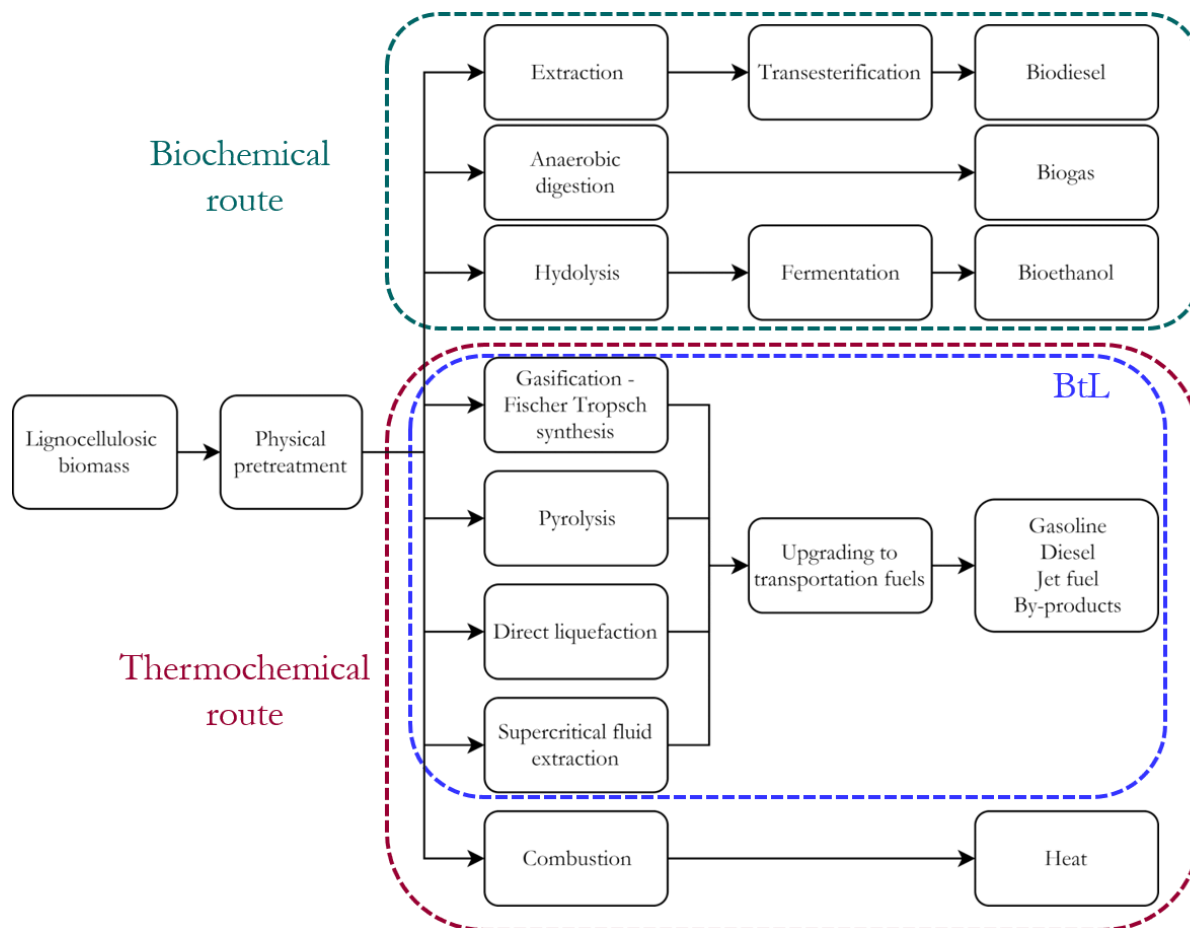 Extraction
Transesterification
Biodiesel
Biochemical
route
Anaerobic
digestion
Biogas
Hydolysis
Fermentation
Bioethanol
BtL
Lignocellulosic
biomass
Physical
pretreatment
Gasification -
Fischer Tropsch
synthesis
Pyrolysis
Direct liquefaction
Supercritical fluid
extraction
Upgrading to
transportation fuels
Gasoline
Diesel
Jet fuel
By-products
Thermochemical
route
Combustion
Heat